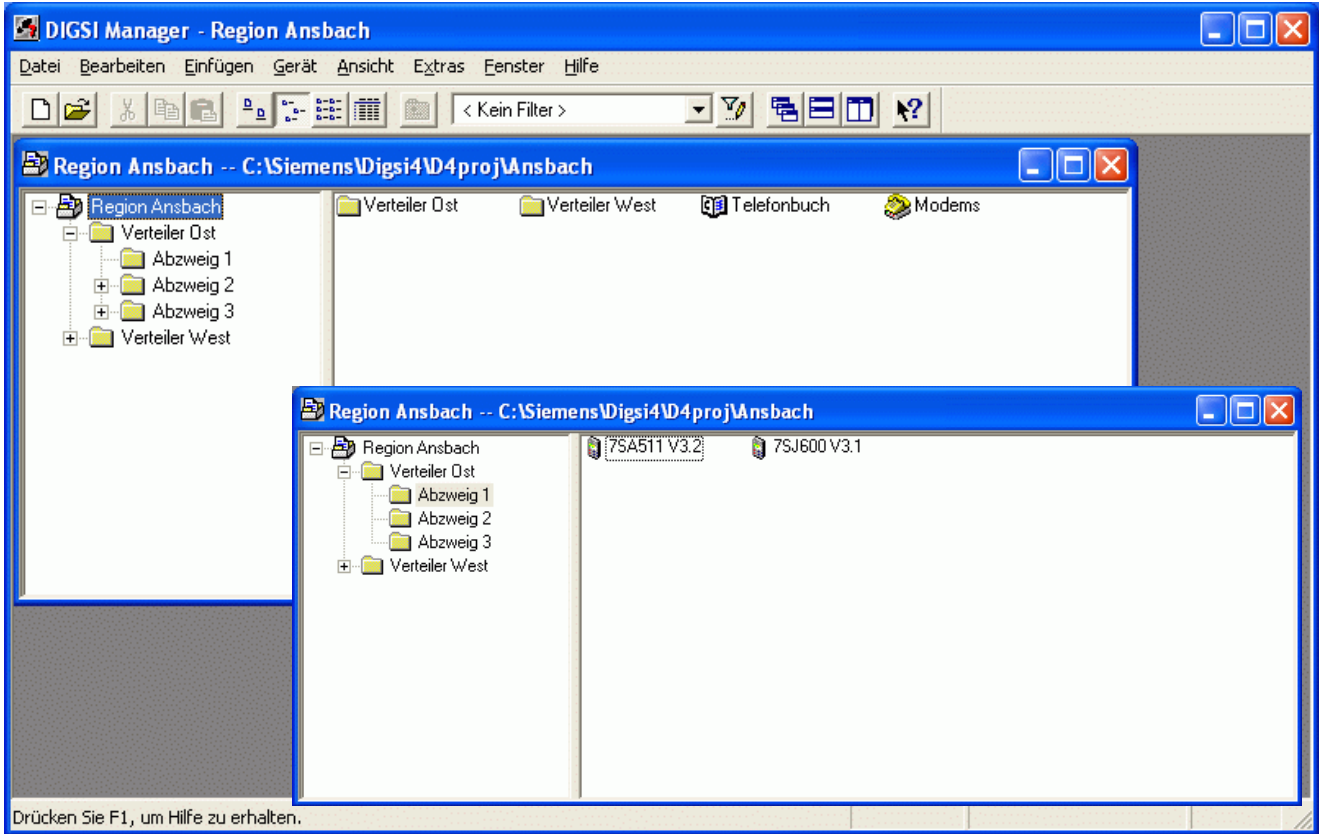 DIGSI Manager - Region Ansbach
Datei Bearbeiten Einfügen Gerät Ansicht Extras Fenster Hilfe
< Kein Filter >
Region Ansbach -- C:\Siemens\Digsi4\D4proj\Ansbach
Region Ansbach
Verteiler Ost
Abzweig 1
Abzweig 2
Abzweig 3
Verteiler West
Verteiler Ost Verteiler West Telefonbuch Modems
Region Ansbach -- C:\Siemens\Digsi4\D4proj\Ansbach
Region Ansbach
Verteiler Ost
Abzweig 1
Abzweig 2
Abzweig 3
Verteiler West
7SA511 V3.2 7SJ600 V3.1
Drücken Sie F1, um Hilfe zu erhalten.